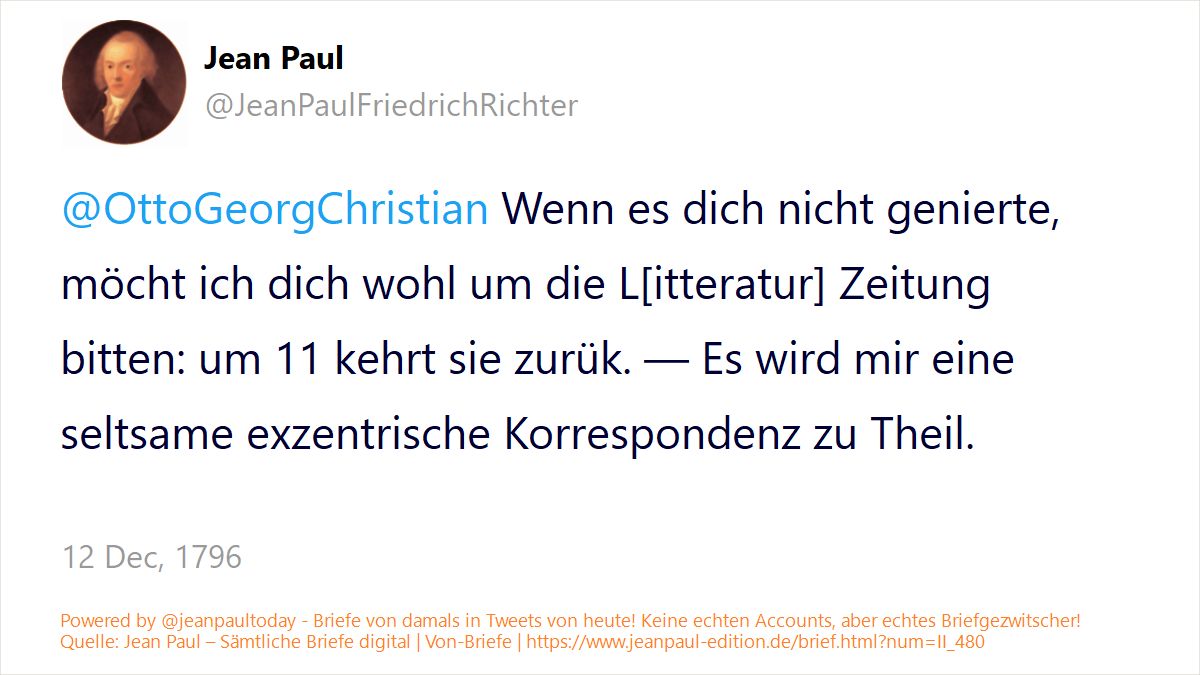 Jean Paul
@JeanPaulFriedrichRichter
@OttoGeorgChristian Wenn es dich nicht genierte,
möcht ich dich wohl um die L[itteratur] Zeitung
bitten: um 11 kehrt sie zurük. — Es wird mir eine
seltsame exzentrische Korrespondenz zu Theil.
12 Dec, 1796
Powered by @jeanpaultoday - Briefe von damals in Tweets von heute! Keine echten Accounts, aber echtes Briefgezwitscher!
Quelle: Jean Paul – Sämtliche Briefe digital | Von-Briefe | https://www.jeanpaul-edition.de/brief.html?num=II_480